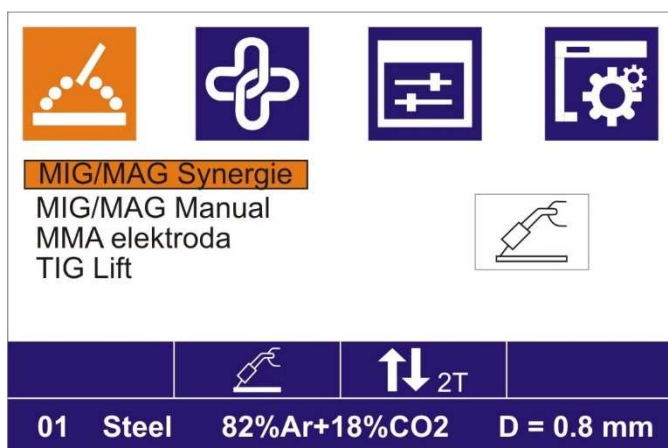 MIG/MAG Synergie
MIG/MAG Manual
MMA elektroda
TIG Lift
2T
01 Steel 82%Ar+18%CO2 D = 0.8 mm